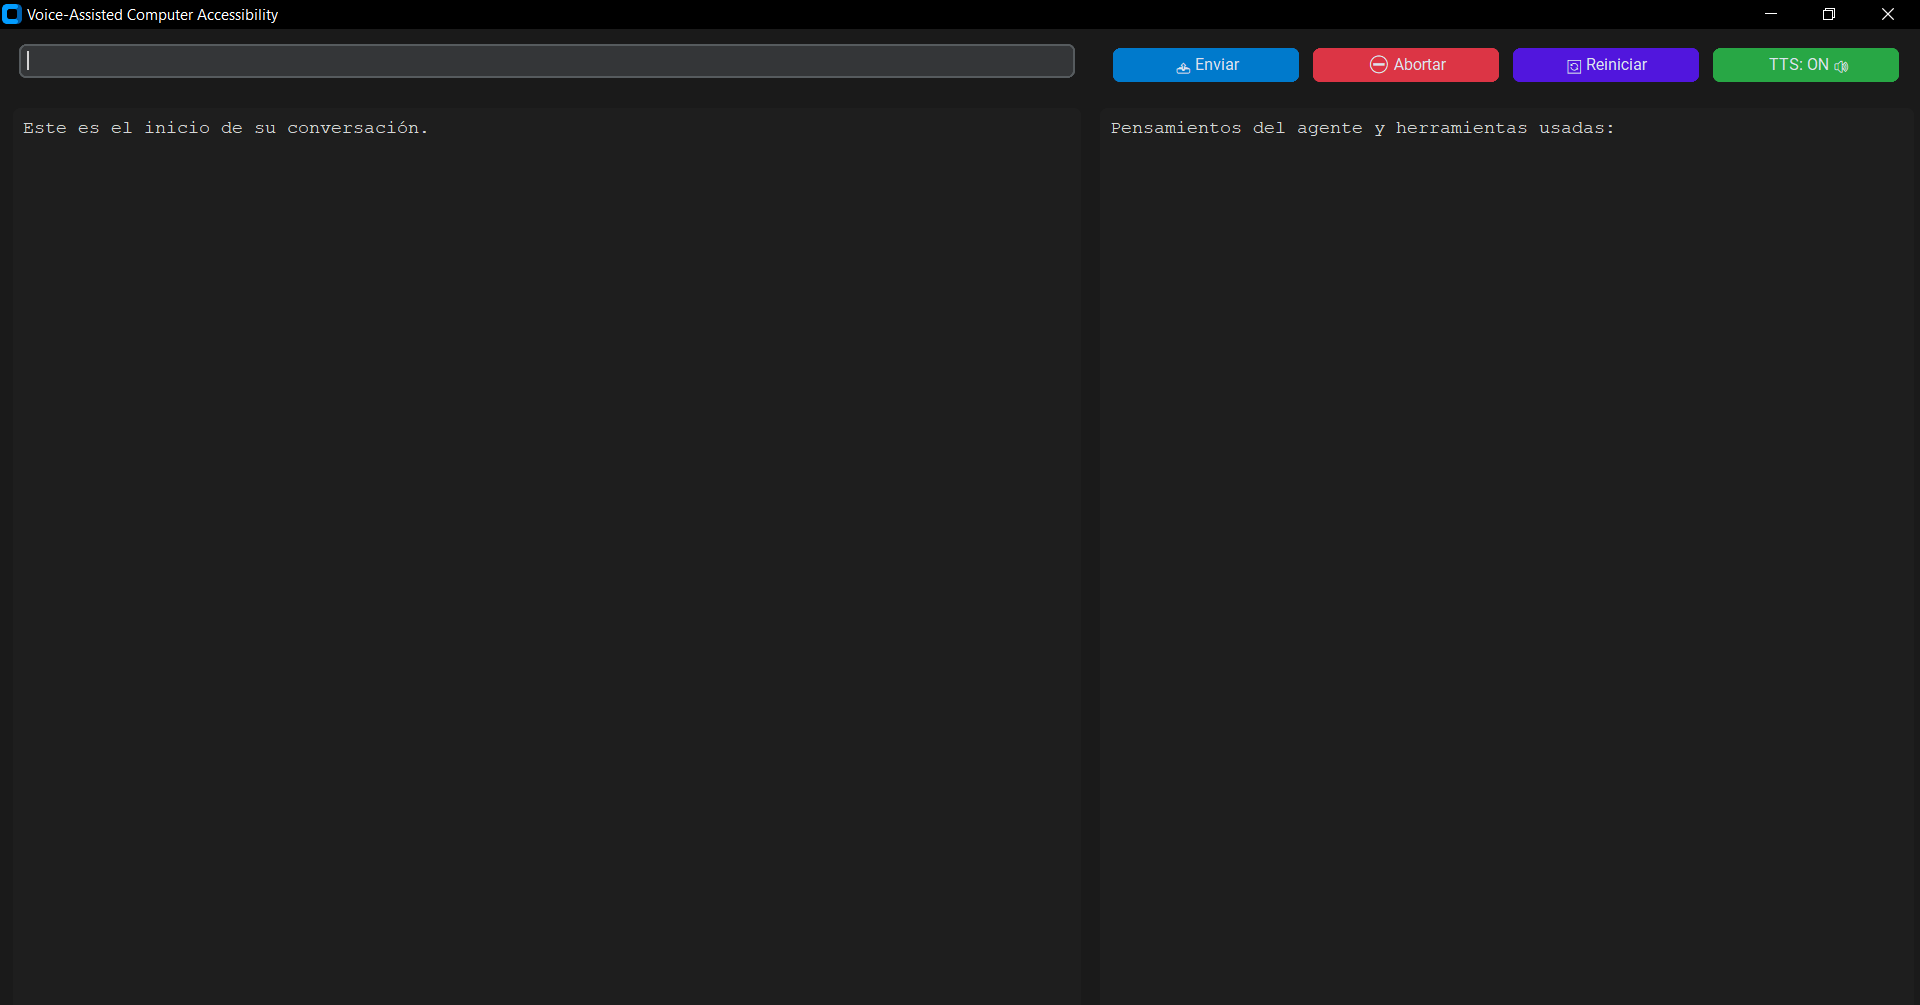 Voice-Assisted Computer Accessibility
Enviar
Abortar
Reiniciar
TTS: ON
Este es el inicio de su conversación.
Pensamientos del agente y herramientas usadas: